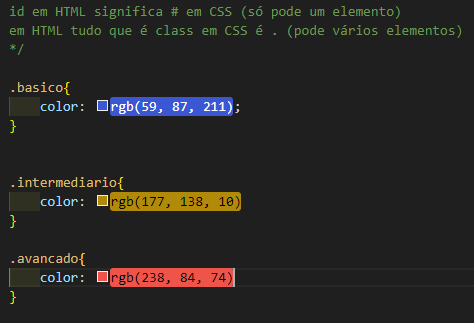 id em HTML significa # em CSS (só pode um elemento)
em HTML tudo que é class em CSS é . (pode vários elementos)
*/
.basico{
color: rgb(59, 87, 211);
}
.intermediario{
color: rgb(177, 138, 10)
}
.avancado{
color: rgb(238, 84, 74)
}